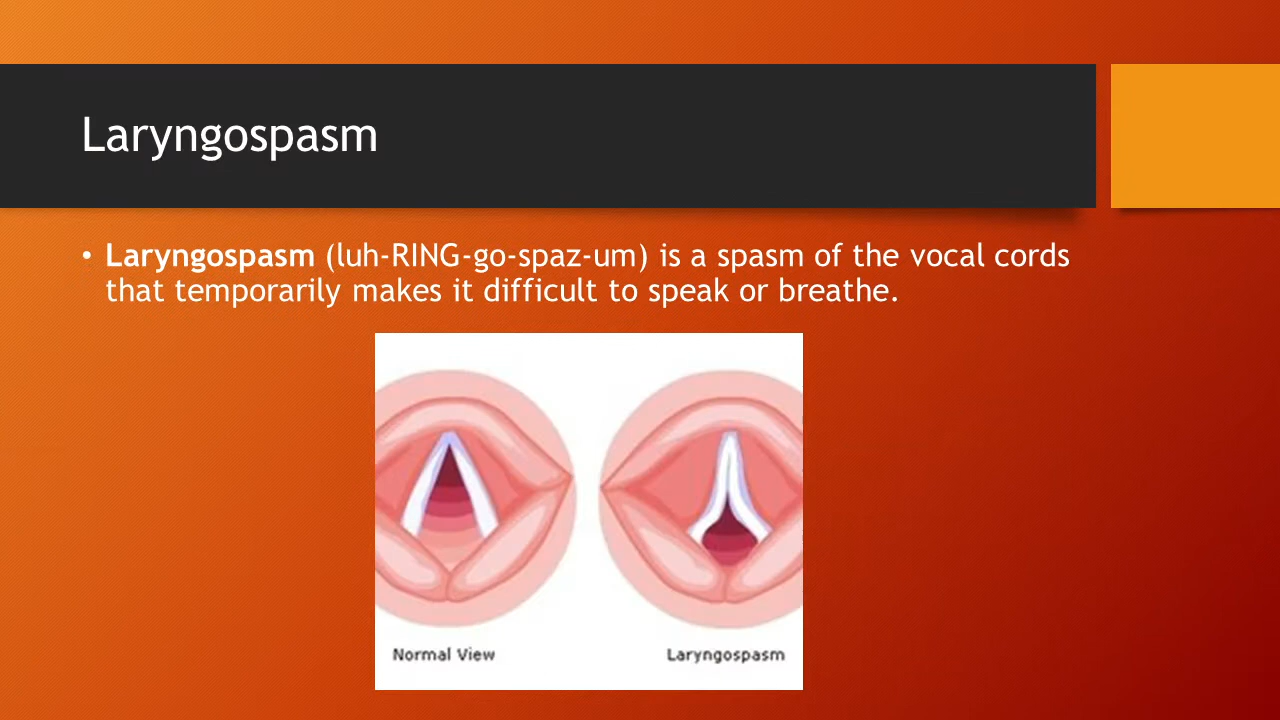 Laryngospasm
• Laryngospasm (luh-RING-go-spaz-um) is a spasm of the vocal cords
that temporarily makes it difficult to speak or breathe.
Normal View
Laryngospasm